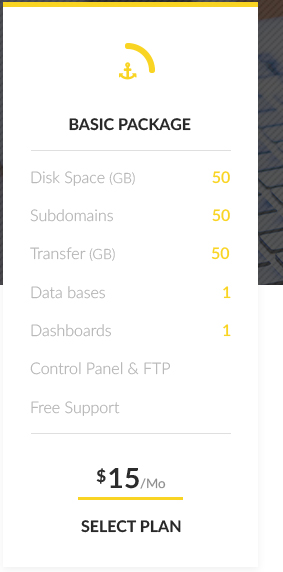 BASIC PACKAGE
Disk Space (GB) 50
Subdomains 50
Transfer (GB) 50
Data bases 1
Dashboards 1
Control Panel & FTP
Free Support
$15/Mo
SELECT PLAN